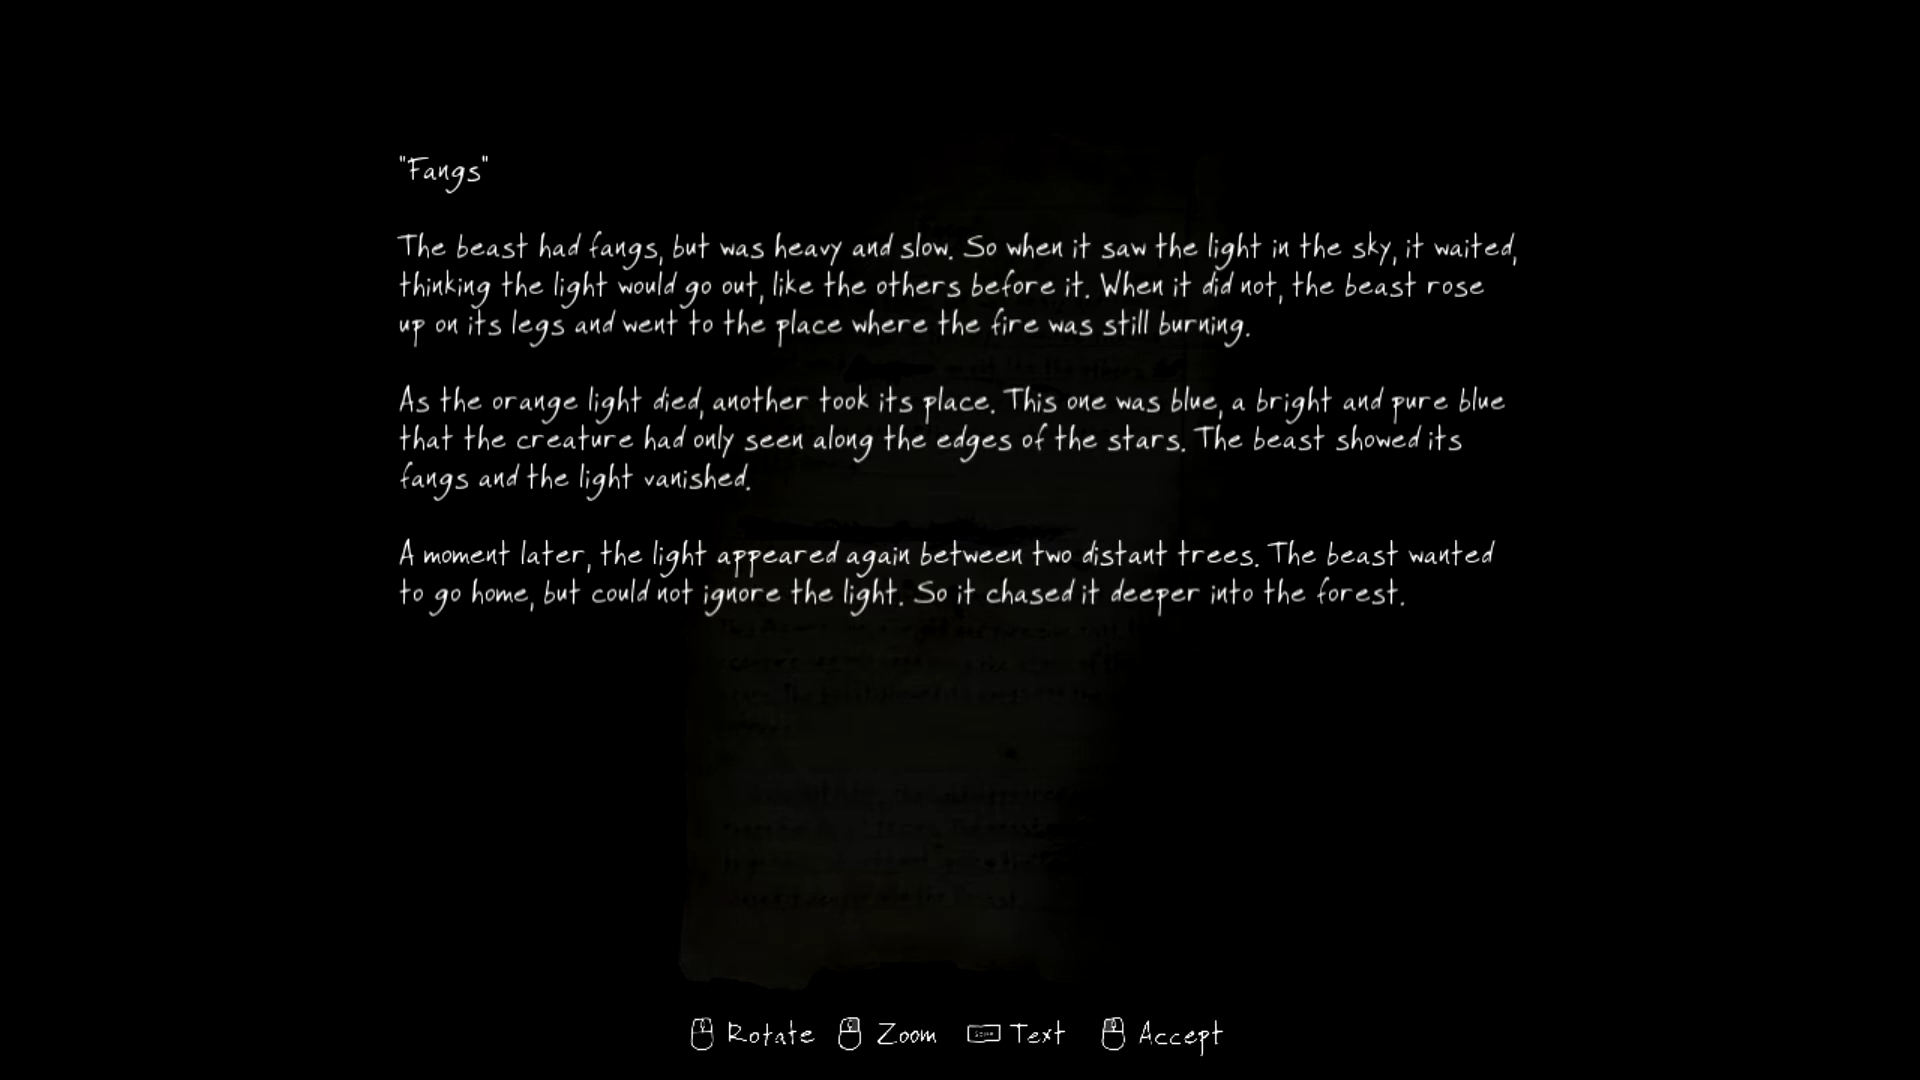 "Fangs"
The beast had fangs, but was heavy and slow. So when it saw the light in the sky, it waited,
thinking the light would go out, like the others before it. When it did not, the beast rose
up on its legs and went to the place where the fire was still burning.
As the orange light died, another took its place. This one was blue, a bright and pure blue
that the creature had only seen along the edges of the stars. The beast showed its
fangs and the light vanished.
A moment later, the light appeared again between two distant trees. The beast wanted
to go home, but could not ignore the light. So it chased it deeper into the forest.
Rotate Zoom Text Accept